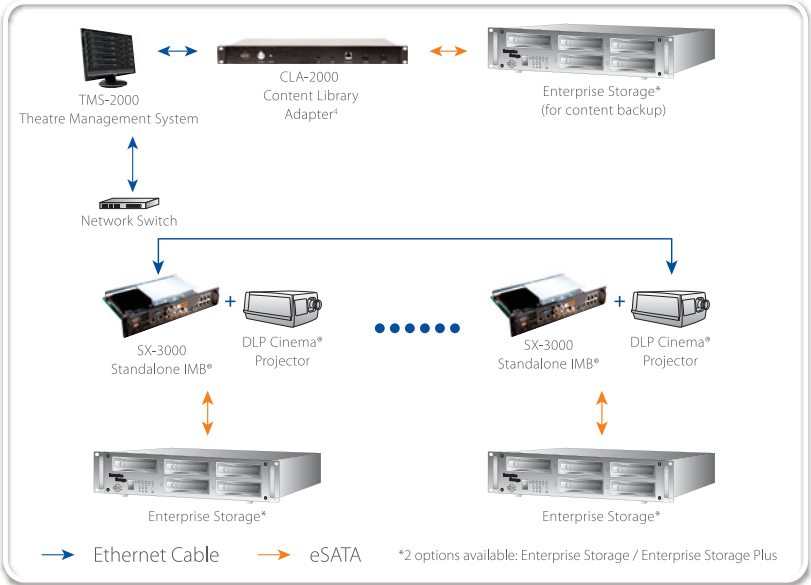 TMS-2000
Theatre Management System
CLA-2000
Content Library
Adapter⁴
Enterprise Storage*
(for content backup)
Network Switch
SX-3000
Standalone IMB®
+
DLP Cinema®
Projector
SX-3000
Standalone IMB®
+
DLP Cinema®
Projector
Enterprise Storage*
Enterprise Storage*
Ethernet Cable
eSATA
*2 options available: Enterprise Storage / Enterprise Storage Plus